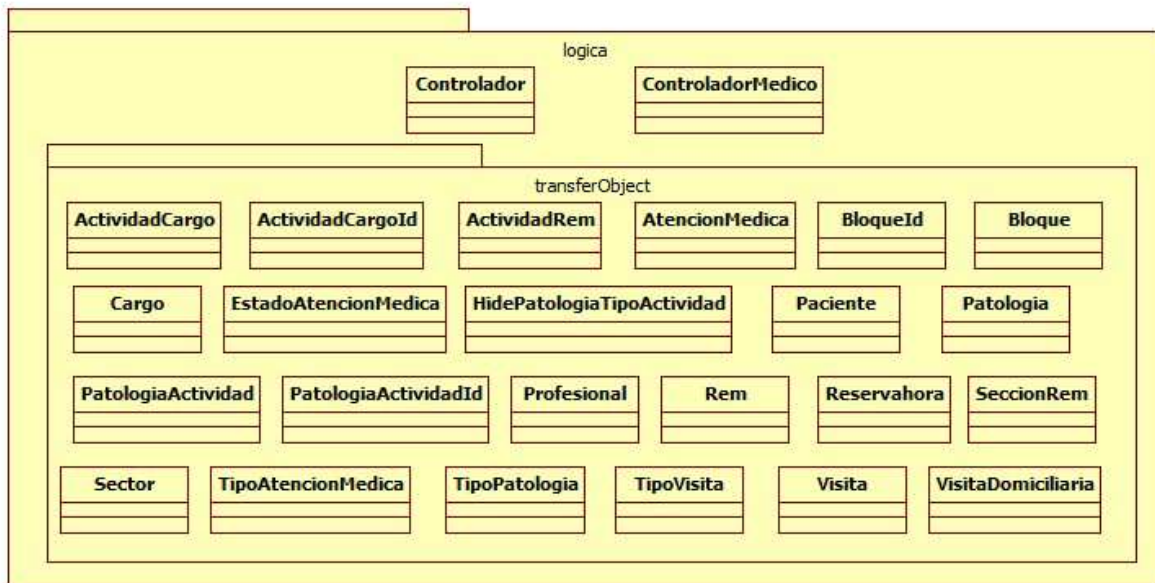 logica
Controlador ControladorMedico
transferObject
ActividadCargo ActividadCargoId ActividadRem AtencionMedica BloqueId Bloque
Cargo EstadoAtencionMedica HidePatologiaTipoActividad Paciente Patologia
PatologiaActividad PatologiaActividadId Profesional Rem Reservahora SeccionRem
Sector TipoAtencionMedica TipoPatologia TipoVisita Visita VisitaDomiciliaria